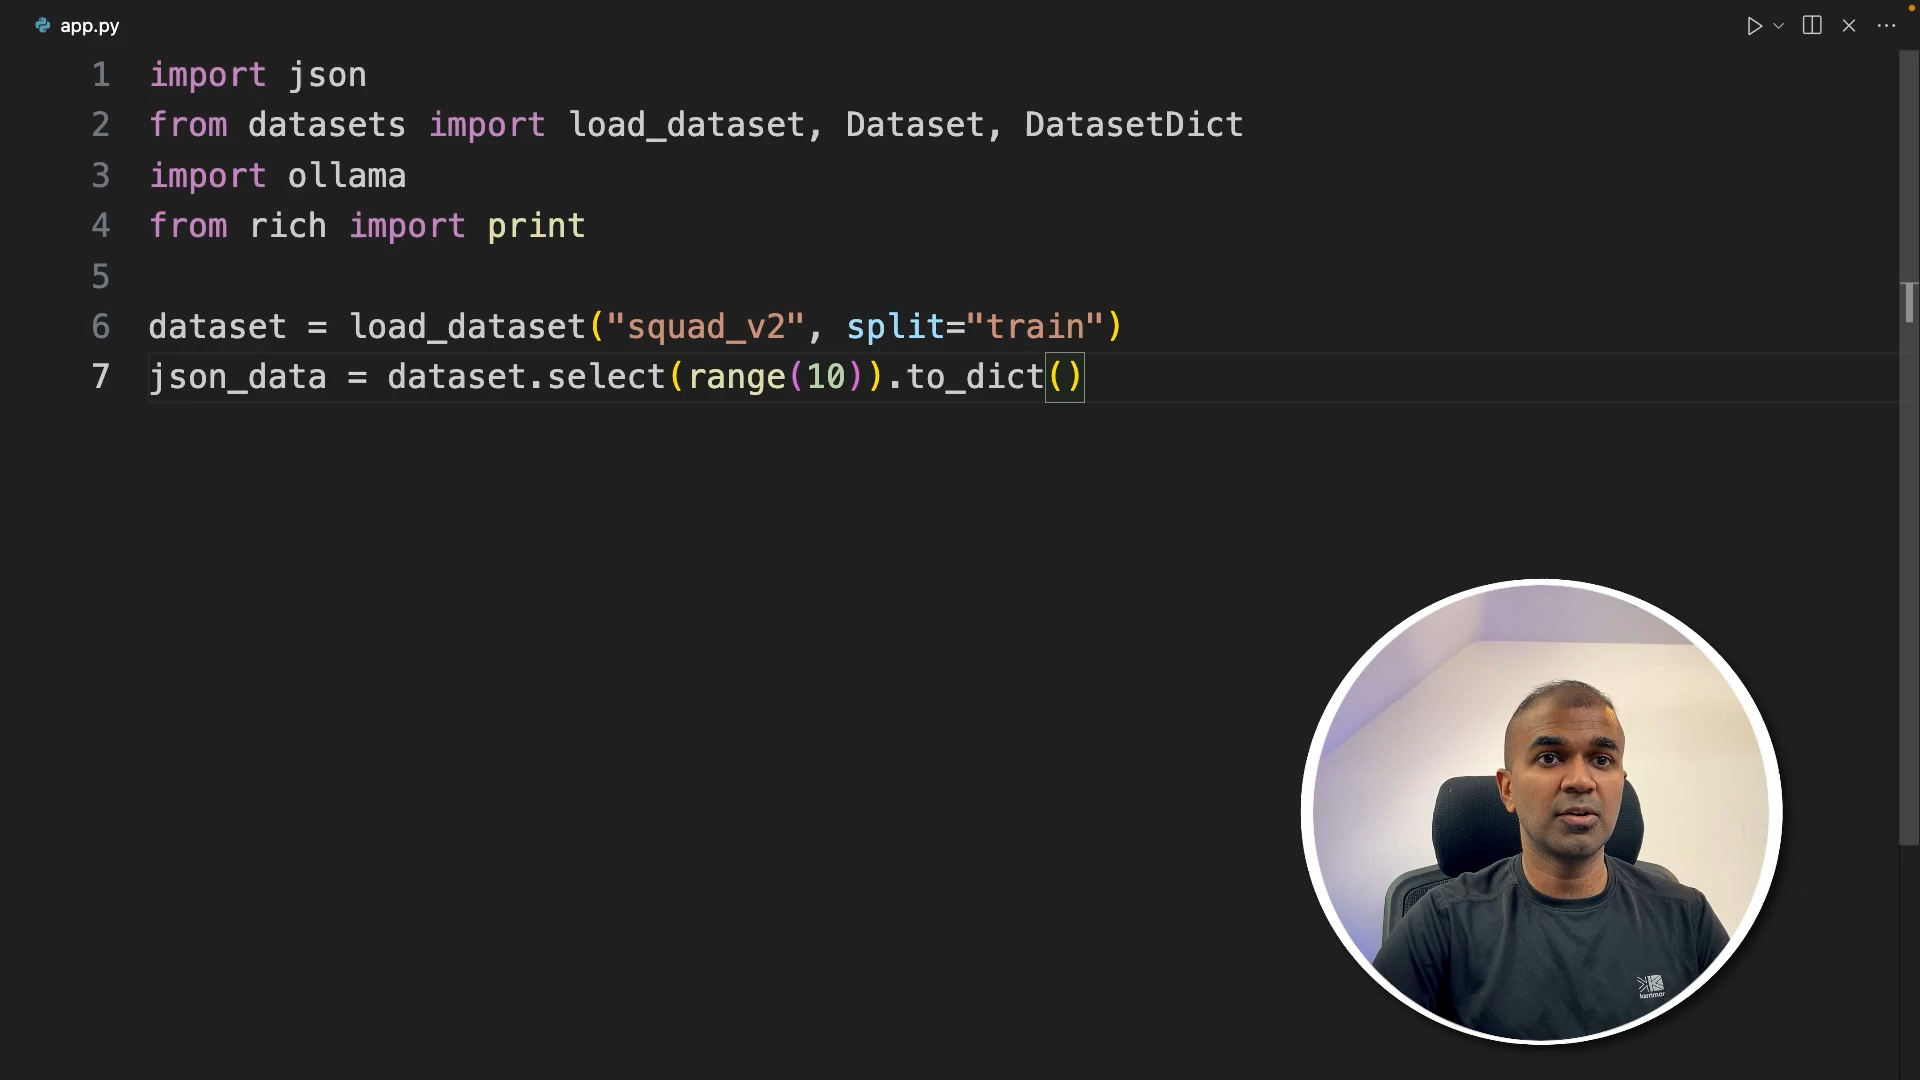 app.py
1 import json
2 from datasets import load_dataset, Dataset, DatasetDict
3 import ollama
4 from rich import print
5
6 dataset = load_dataset("squad_v2", split="train")
7 json_data = dataset.select(range(10)).to_dict()
karrimor